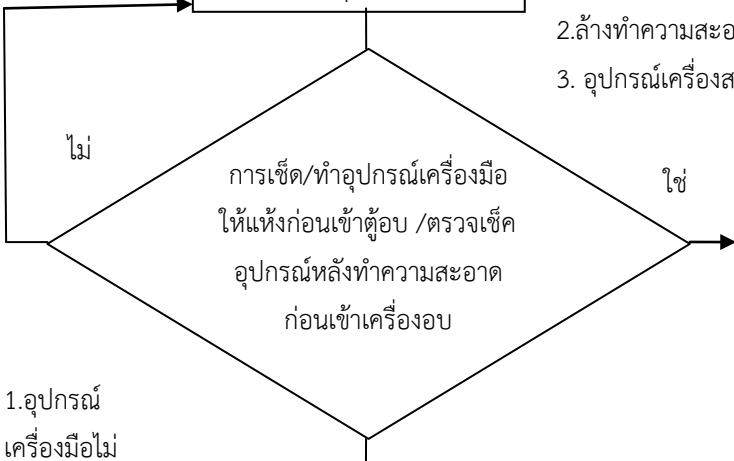 2.ล้างทำความสะอา
3. อุปกรณ์เครื่องส
ไม่
การเช็ด/ทำอุปกรณ์เครื่องมือ
ให้แห้งก่อนเข้าตู้อบ /ตรวจเช็ค
อุปกรณ์หลังทำความสะอาด
ก่อนเข้าเครื่องอบ
ใช่
1.อุปกรณ์
เครื่องมือไม่